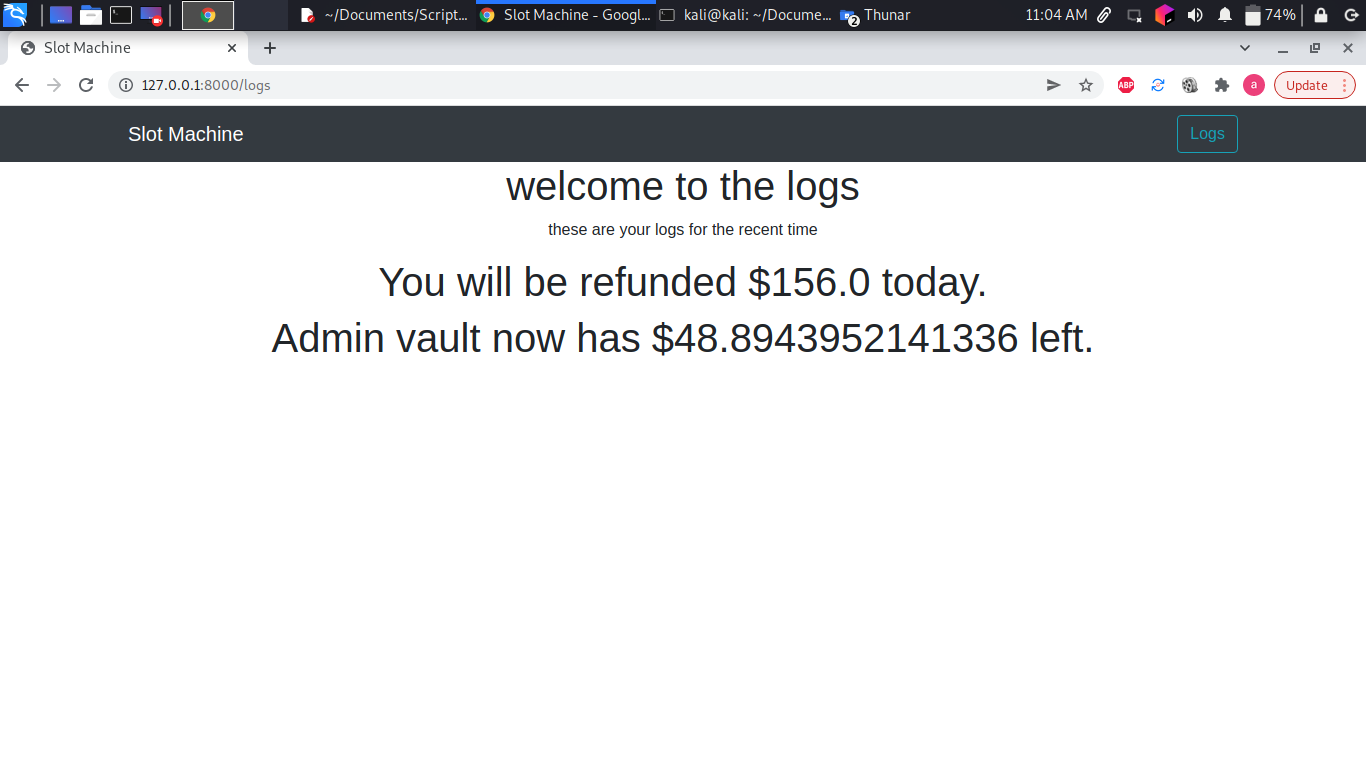 ~/Documents/Script... Slot Machine - Googl... kali@kali: ~/Docume... 2 Thunar 11:04 AM 74%
Slot Machine
127.0.0.1:8000/logs ABP a Update
Slot Machine Logs
welcome to the logs
these are your logs for the recent time
You will be refunded $156.0 today.
Admin vault now has $48.8943952141336 left.